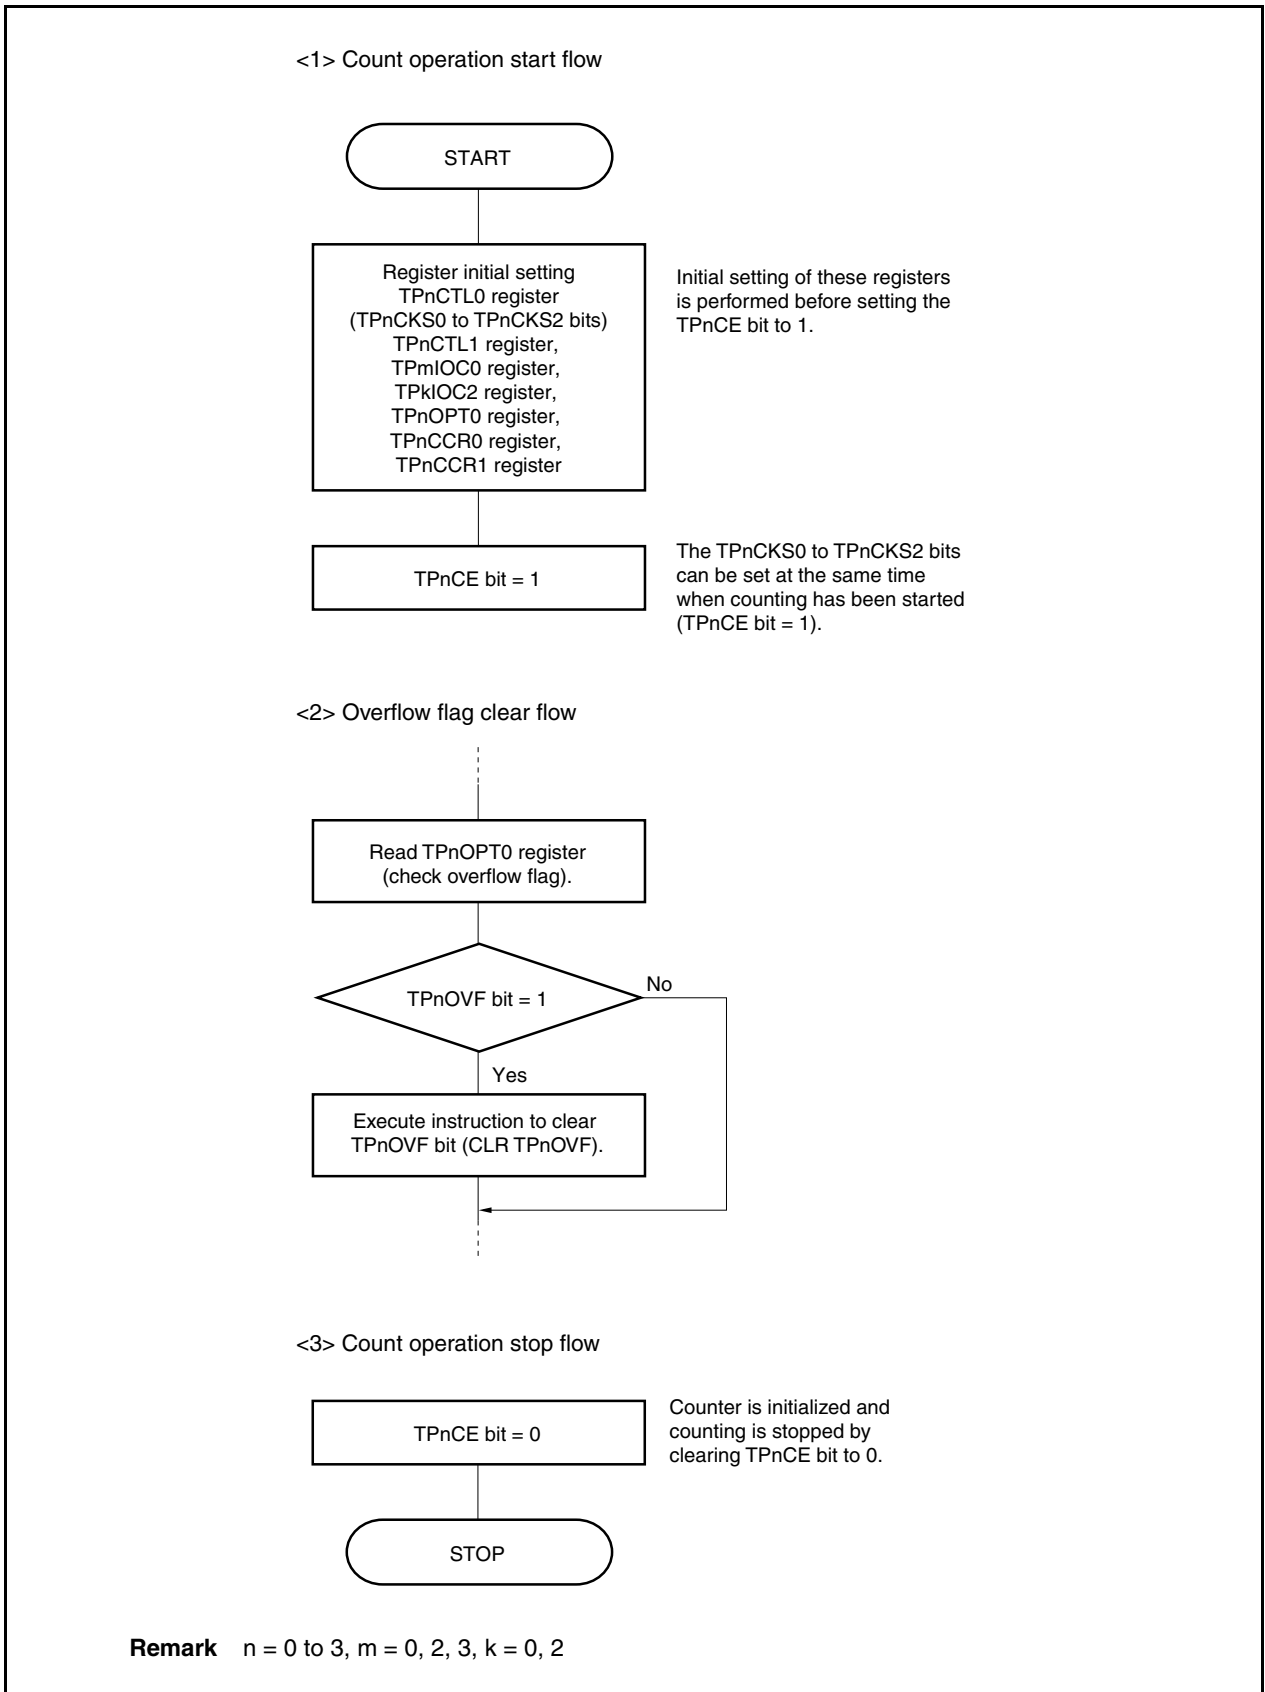 <1> Count operation start flow
START
Register initial setting
TPnCTL0 register
(TPnCKS0 to TPnCKS2 bits)
TPnCTL1 register,
TPmIOC0 register,
TPkIOC2 register,
TPnOPT0 register,
TPnCCR0 register,
TPnCCR1 register
Initial setting of these registers
is performed before setting the
TPnCE bit to 1.
TPnCE bit = 1
The TPnCKS0 to TPnCKS2 bits
can be set at the same time
when counting has been started
(TPnCE bit = 1).
<2> Overflow flag clear flow
Read TPnOPT0 register
(check overflow flag).
TPnOVF bit = 1
No
Yes
Execute instruction to clear
TPnOVF bit (CLR TPnOVF).
<3> Count operation stop flow
TPnCE bit = 0
Counter is initialized and
counting is stopped by
clearing TPnCE bit to 0.
STOP
Remark n = 0 to 3, m = 0, 2, 3, k = 0, 2